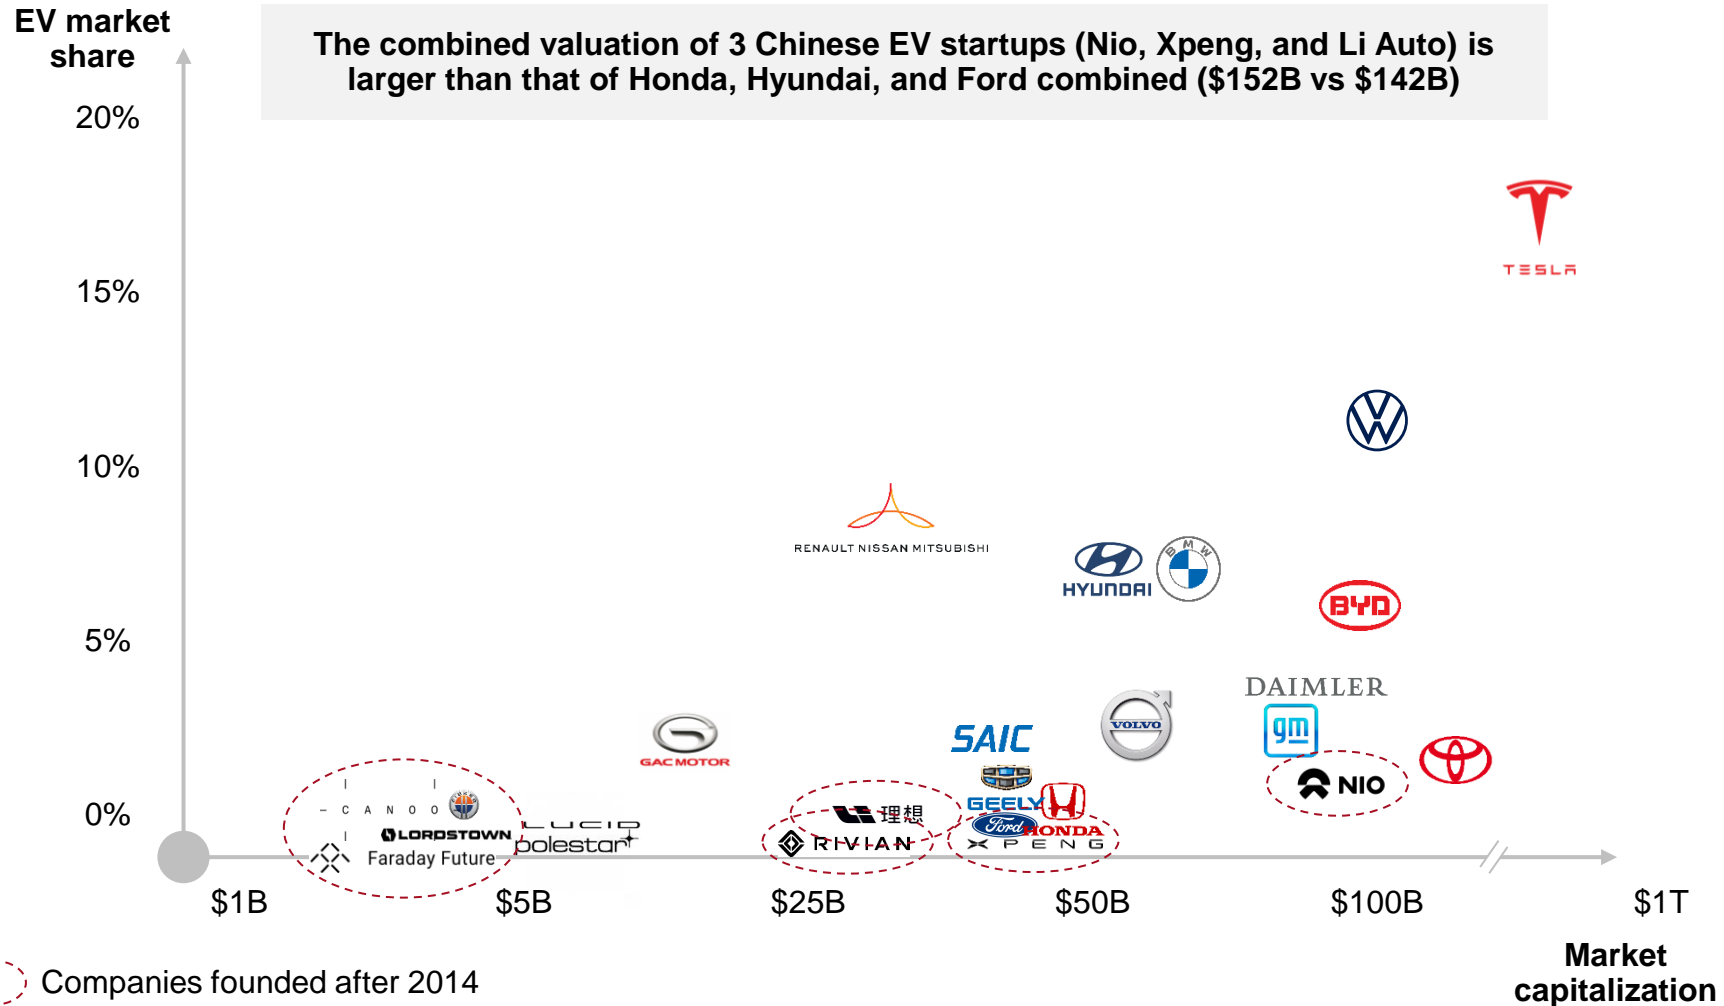 EV market
share
The combined valuation of 3 Chinese EV startups (Nio, Xpeng, and Li Auto) is
larger than that of Honda, Hyundai, and Ford combined ($152B vs $142B)
20%
TESLA
15%
10%
RENAULT NISSAN MITSUBISHI
HYUNDAI
BMW
BYD
5%
DAIMLER
VOLVO
SAIC
gm
GAC MOTOR
NIO
0%
CANOO
FISKER
LORDSTOWN
Faraday Future
LUCID
polestar
理想
RIVIAN
GEELY
Ford
HONDA
XPENG
$1B
$5B
$25B
$50B
$100B
$1T
Market
capitalization
Companies founded after 2014